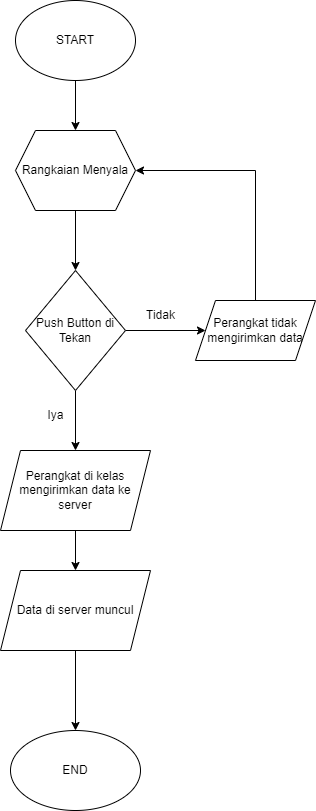 START
Rangkaian Menyala
Push Button di
Tekan
Tidak
Perangkat tidak
mengirimkan data
Iya
Perangkat di kelas
mengirimkan data ke
server
Data di server muncul
END